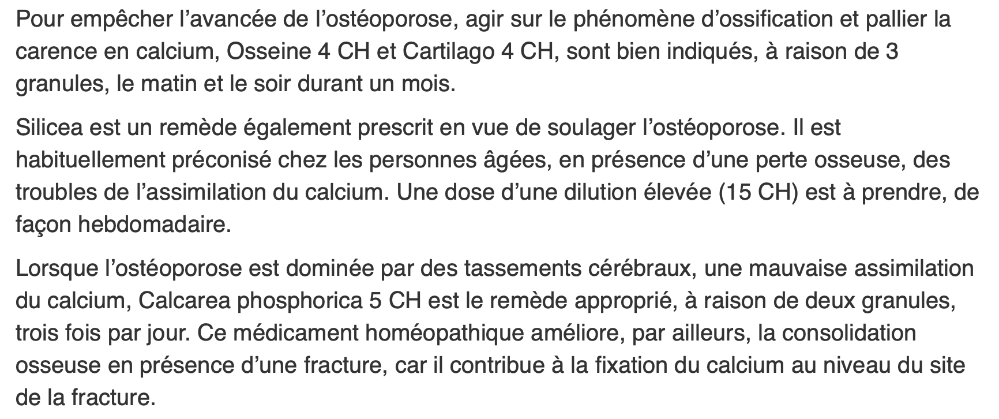 Pour empêcher l’avancée de l’ostéoporose, agir sur le phénomène d’ossification et pallier la
carence en calcium, Osseine 4 CH et Cartilago 4 CH, sont bien indiqués, à raison de 3
granules, le matin et le soir durant un mois.
Silicea est un remède également prescrit en vue de soulager l’ostéoporose. Il est
habituellement préconisé chez les personnes âgées, en présence d’une perte osseuse, des
troubles de l’assimilation du calcium. Une dose d’une dilution élevée (15 CH) est à prendre, de
façon hebdomadaire.
Lorsque l’ostéoporose est dominée par des tassements cérébraux, une mauvaise assimilation
du calcium, Calcarea phosphorica 5 CH est le remède approprié, à raison de deux granules,
trois fois par jour. Ce médicament homéopathique améliore, par ailleurs, la consolidation
osseuse en présence d’une fracture, car il contribue à la fixation du calcium au niveau du site
de la fracture.